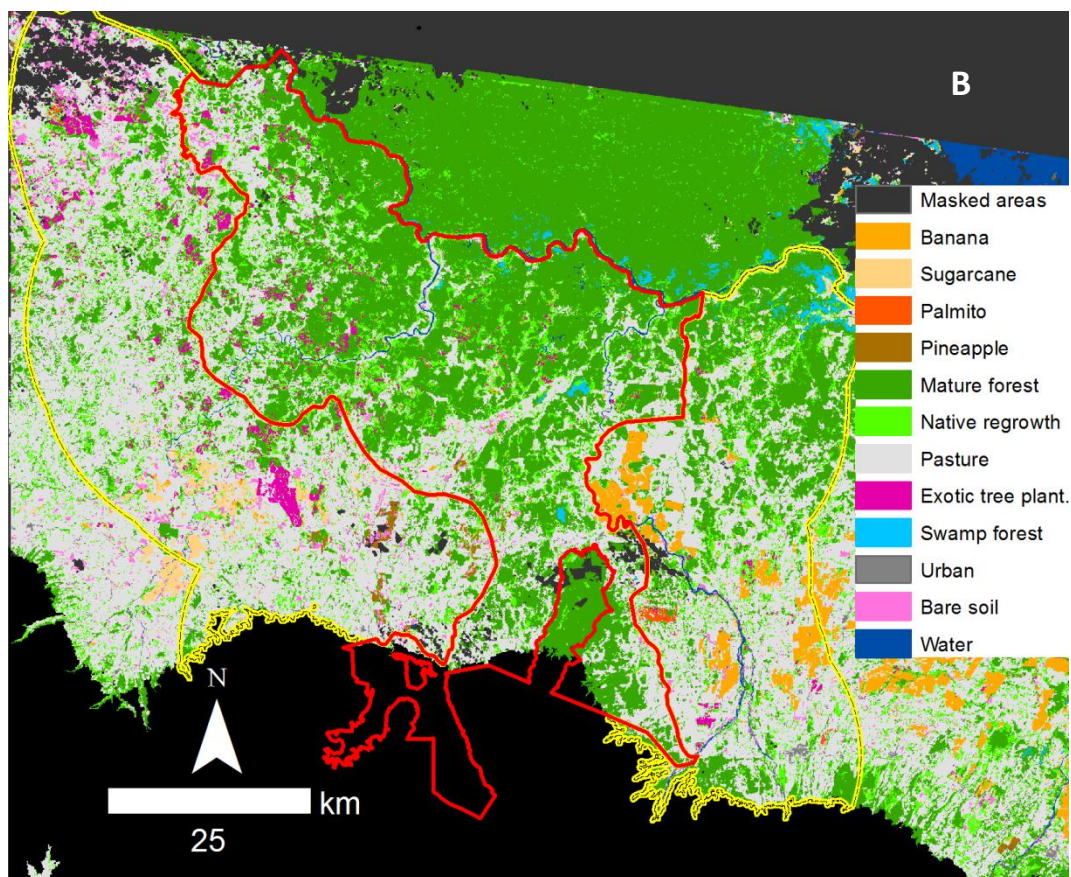 B
Masked areas
Banana
Sugarcane
Palmito
Pineapple
Mature forest
Native regrowth
Pasture
Exotic tree plant.
Swamp forest
Urban
Bare soil
Water
N
km
25